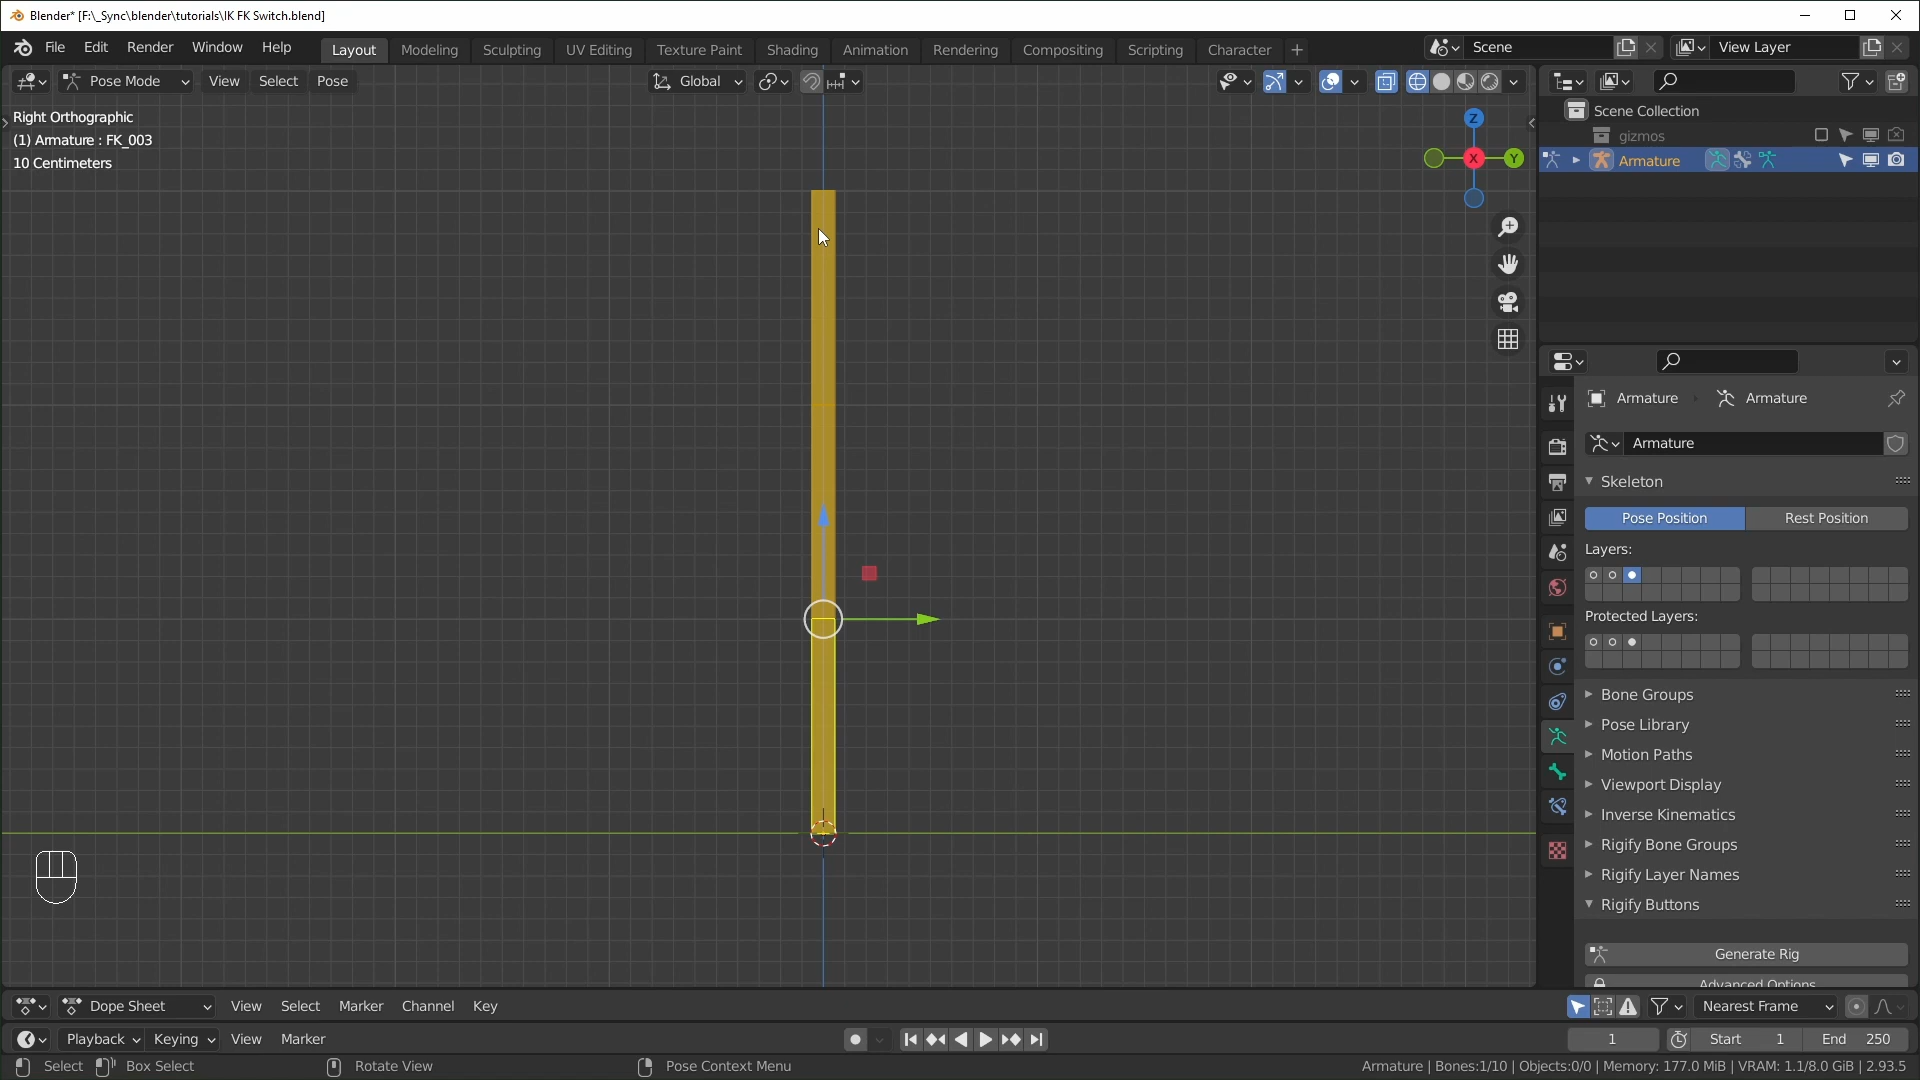 Blender* [F:\_Sync\blender\tutorials\IK FK Switch.blend]
File Edit Render Window Help Layout Modeling Sculpting UV Editing Texture Paint Shading Animation Rendering Compositing Scripting Character + Scene View Layer
Pose Mode View Select Pose Global
Right Orthographic
(1) Armature : FK_003
10 Centimeters
Z
X
Y
Scene Collection
gizmos
Armature
Armature Armature
Armature
Skeleton
Pose Position Rest Position
Layers:
Protected Layers:
Bone Groups
Pose Library
Motion Paths
Viewport Display
Inverse Kinematics
Rigify Bone Groups
Rigify Layer Names
Rigify Buttons
Generate Rig
Advanced Options
Dope Sheet View Select Marker Channel Key Nearest Frame
Playback Keying View Marker 1 Start 1 End 250
Select Box Select Rotate View Pose Context Menu Armature | Bones:1/10 | Objects:0/0 | Memory: 177.0 MiB | VRAM: 1.1/8.0 GiB | 2.93.5